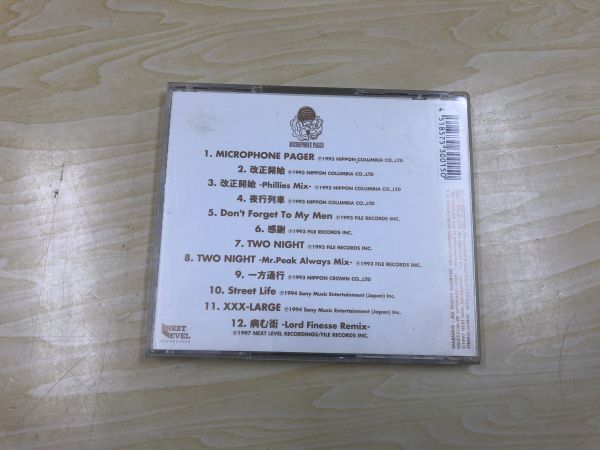 MICROPHONE PAGER
1. MICROPHONE PAGER ℗1993 NIPPON COLUMBIA CO.,LTD
2. 改正開始 ℗1993 NIPPON COLUMBIA CO.,LTD
3. 改正開始 -Phillies Mix- ℗1993 NIPPON COLUMBIA CO.,LTD
4. 夜行列車 ℗1993 NIPPON COLUMBIA CO.,LTD
5. Don't Forget To My Men ℗1993 FILE RECORDS INC.
6. 感謝 ℗1993 FILE RECORDS INC.
7. TWO NIGHT ℗1993 FILE RECORDS INC.
8. TWO NIGHT -Mr.Peak Always Mix- ℗1993 FILE RECORDS INC.
9. 一方通行 ℗1993 NIPPON CROWN CO.,LTD
10. Street Life ℗1994 Sony Music Entertainment (Japan) Inc.
11. XXX-LARGE ℗1994 Sony Music Entertainment (Japan) Inc.
12. 病む街 -Lord Finesse Remix-
℗1997 NEXT LEVEL RECORDINGS/FILE RECORDS INC.
NEXT
LEVEL
4 518575 300150